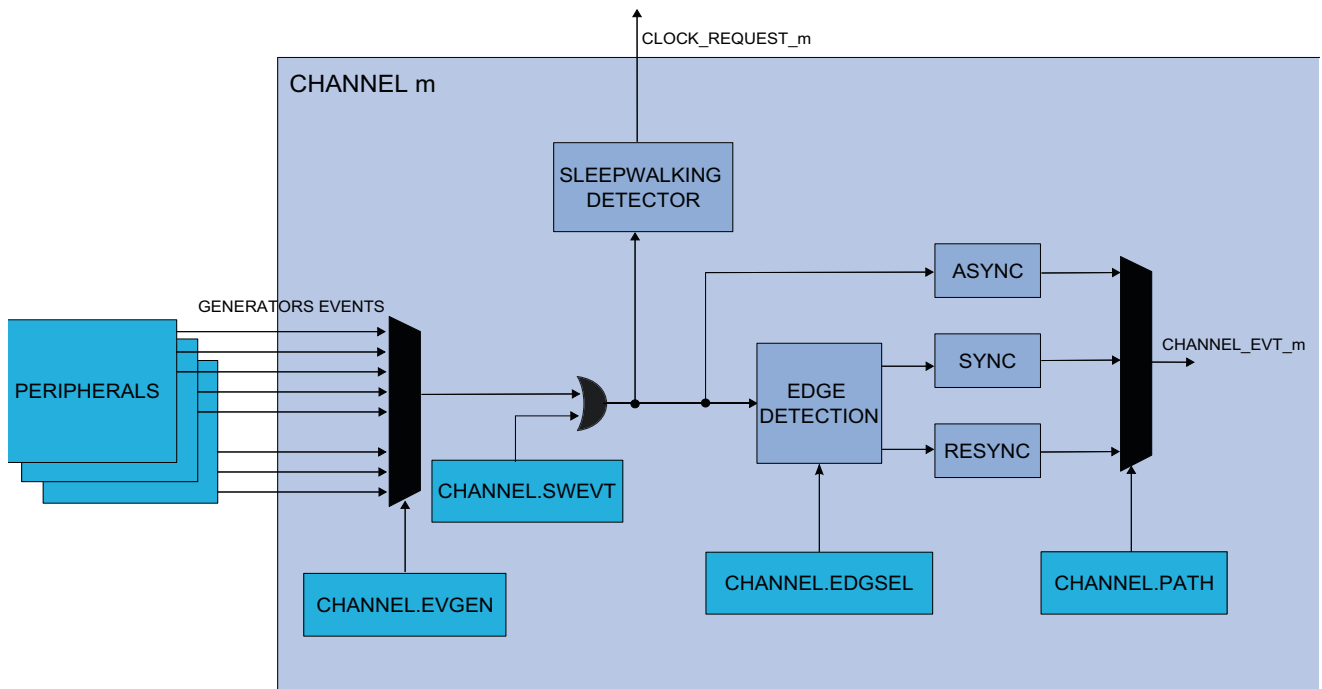 CLOCK_REQUEST_m
CHANNEL m
SLEEPWALKING
DETECTOR
ASYNC
GENERATORS EVENTS
CHANNEL_EVT_m
PERIPHERALS
EDGE
DETECTION
SYNC
RESYNC
CHANNEL.SWEVT
CHANNEL.EVGEN
CHANNEL.EDGSEL
CHANNEL.PATH